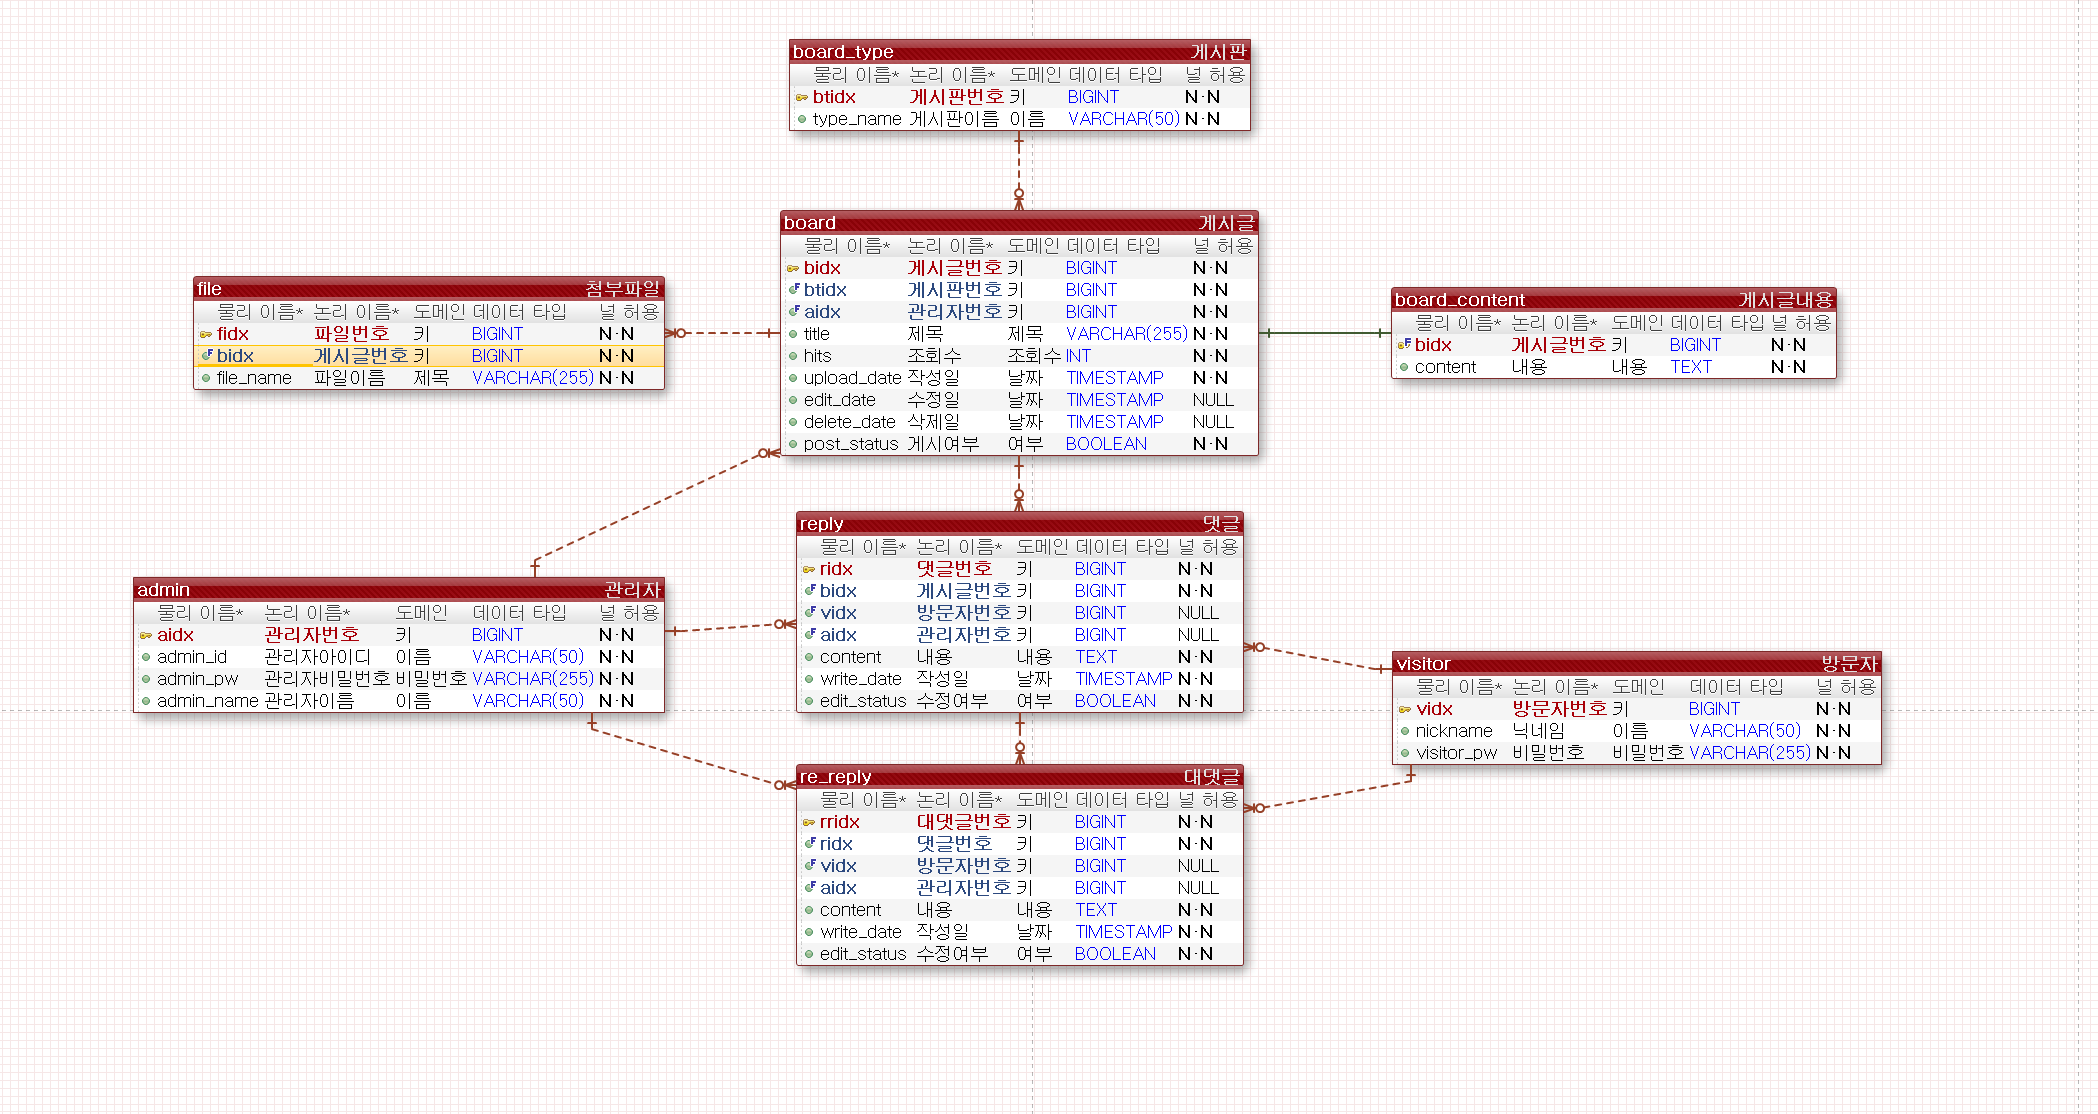 board_type 게시판
물리 이름* 논리 이름* 도메인 데이터 타입 널 허용
btidx 게시판번호 키 BIGINT N·N
type_name 게시판이름 이름 VARCHAR(50) N·N
board 게시글
물리 이름* 논리 이름* 도메인 데이터 타입 널 허용
bidx 게시글번호 키 BIGINT N·N
btidx 게시판번호 키 BIGINT N·N
aidx 관리자번호 키 BIGINT N·N
title 제목 제목 VARCHAR(255) N·N
hits 조회수 조회수 INT N·N
upload_date 작성일 날짜 TIMESTAMP N·N
edit_date 수정일 날짜 TIMESTAMP NULL
delete_date 삭제일 날짜 TIMESTAMP NULL
post_status 게시여부 여부 BOOLEAN N·N
file 첨부파일
물리 이름* 논리 이름* 도메인 데이터 타입 널 허용
fidx 파일번호 키 BIGINT N·N
bidx 게시글번호 키 BIGINT N·N
file_name 파일이름 제목 VARCHAR(255) N·N
board_content 게시글내용
물리 이름* 논리 이름* 도메인 데이터 타입 널 허용
bidx 게시글번호 키 BIGINT N·N
content 내용 내용 TEXT N·N
reply 댓글
물리 이름* 논리 이름* 도메인 데이터 타입 널 허용
ridx 댓글번호 키 BIGINT N·N
bidx 게시글번호 키 BIGINT N·N
vidx 방문자번호 키 BIGINT NULL
aidx 관리자번호 키 BIGINT NULL
content 내용 내용 TEXT N·N
write_date 작성일 날짜 TIMESTAMP N·N
edit_status 수정여부 여부 BOOLEAN N·N
admin 관리자
물리 이름* 논리 이름* 도메인 데이터 타입 널 허용
aidx 관리자번호 키 BIGINT N·N
admin_id 관리자아이디 이름 VARCHAR(50) N·N
admin_pw 관리자비밀번호 비밀번호 VARCHAR(255) N·N
admin_name 관리자이름 이름 VARCHAR(50) N·N
visitor 방문자
물리 이름* 논리 이름* 도메인 데이터 타입 널 허용
vidx 방문자번호 키 BIGINT N·N
nickname 닉네임 이름 VARCHAR(50) N·N
visitor_pw 비밀번호 비밀번호 VARCHAR(255) N·N
re_reply 대댓글
물리 이름* 논리 이름* 도메인 데이터 타입 널 허용
rridx 대댓글번호 키 BIGINT N·N
ridx 댓글번호 키 BIGINT N·N
vidx 방문자번호 키 BIGINT NULL
aidx 관리자번호 키 BIGINT NULL
content 내용 내용 TEXT N·N
write_date 작성일 날짜 TIMESTAMP N·N
edit_status 수정여부 여부 BOOLEAN N·N